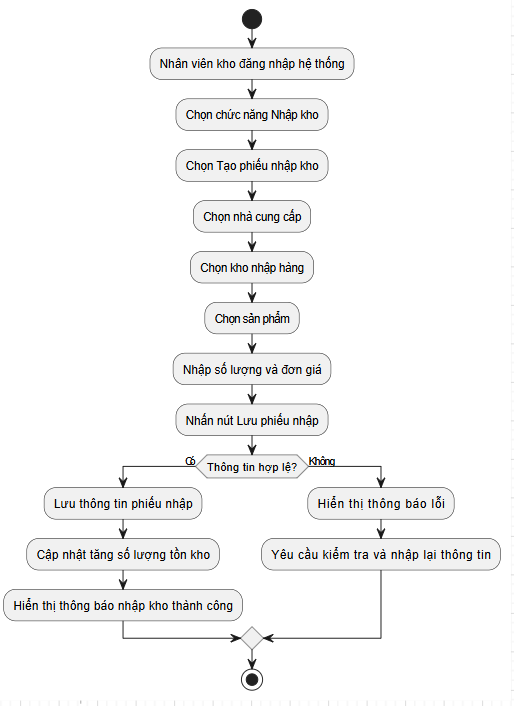 Nhân viên kho đăng nhập hệ thống
Chọn chức năng Nhập kho
Chọn Tạo phiếu nhập kho
Chọn nhà cung cấp
Chọn kho nhập hàng
Chọn sản phẩm
Nhập số lượng và đơn giá
Nhấn nút Lưu phiếu nhập
Có
Thông tin hợp lệ?
Không
Lưu thông tin phiếu nhập
Hiển thị thông báo lỗi
Cập nhật tăng số lượng tồn kho
Yêu cầu kiểm tra và nhập lại thông tin
Hiển thị thông báo nhập kho thành công